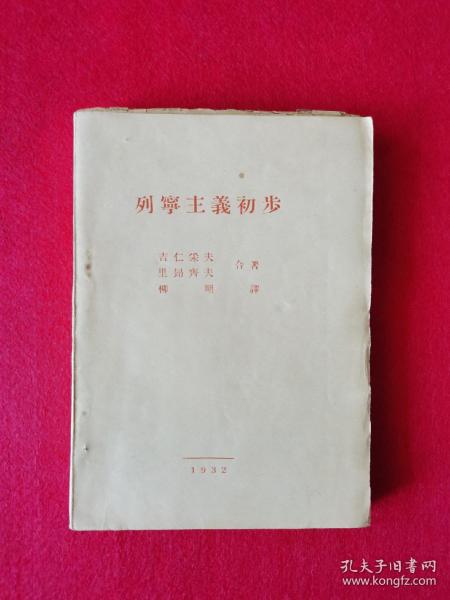 列寧主義初步
吉仁榮夫
里昂齊夫 合著
柳明 譯
1932
孔夫子旧书网
www.kongfz.com